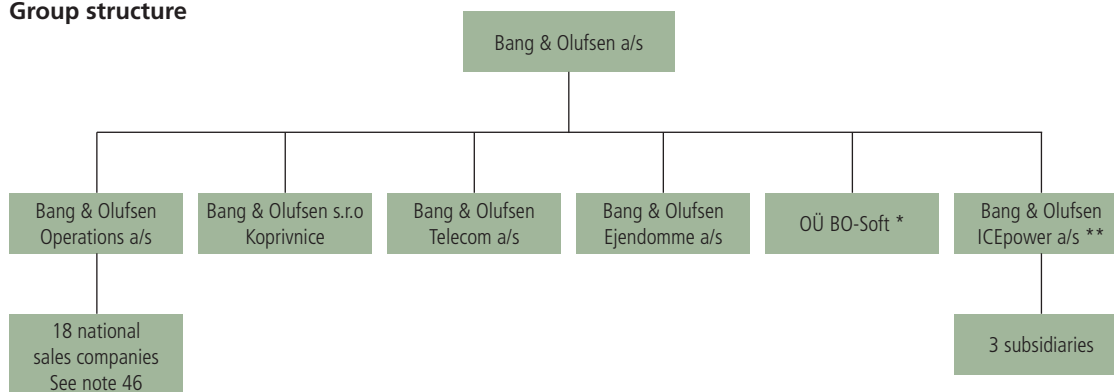 Group structure
Bang & Olufsen a/s
Bang & Olufsen
Operations a/s
Bang & Olufsen s.r.o
Koprivnice
Bang & Olufsen
Telecom a/s
Bang & Olufsen
Ejendomme a/s
OÜ BO-Soft *
Bang & Olufsen
ICEpower a/s **
18 national
sales companies
See note 46
3 subsidiaries